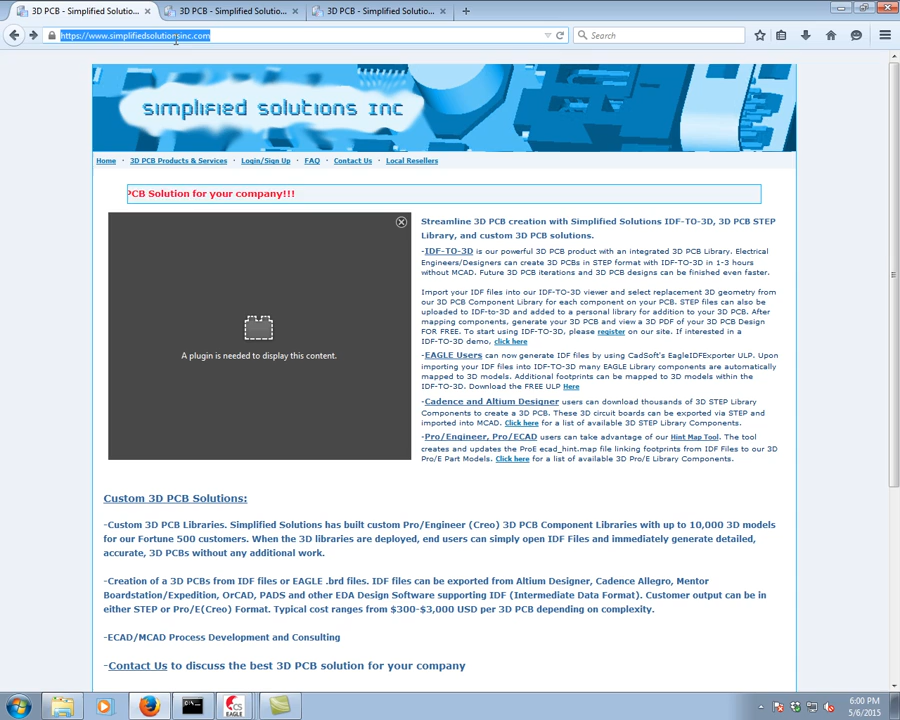 3D PCB - Simplified Solutio...
3D PCB - Simplified Solutio...
3D PCB - Simplified Solutio...
https://www.simplifiedsolutionsinc.com
Search
simplified solutions inc
Home · 3D PCB Products & Services · Login/Sign Up · FAQ · Contact Us · Local Resellers
PCB Solution for your company!!!
A plugin is needed to display this content.
Streamline 3D PCB creation with Simplified Solutions IDF-TO-3D, 3D PCB STEP
Library, and custom 3D PCB solutions.
-IDF-TO-3D is our powerful 3D PCB product with an integrated 3D PCB Library. Electrical
Engineers/Designers can create 3D PCBs in STEP format with IDF-TO-3D in 1-3 hours
without MCAD. Future 3D PCB iterations and 3D PCB designs can be finished even faster.
Import your IDF files into our IDF-TO-3D viewer and select replacement 3D geometry from
our 3D PCB Component Library for each component on your PCB. STEP files can also be
uploaded to IDF-to-3D and added to a personal library for addition to your 3D PCB. After
mapping components, generate your 3D PCB and view a 3D PDF of your 3D PCB Design
FOR FREE. To start using IDF-TO-3D, please register on our site. If interested in a
IDF-TO-3D demo, click here
-EAGLE Users can now generate IDF files by using CadSoft's EagleIDFExporter ULP. Upon
importing your IDF files into IDF-TO-3D many EAGLE Library components are automatically
mapped to 3D models. Additional footprints can be mapped to 3D models within the
IDF-TO-3D. Download the FREE ULP Here
-Cadence and Altium Designer users can download thousands of 3D STEP Library
Components to create a 3D PCB. These 3D circuit boards can be exported via STEP and
imported into MCAD. Click here for a list of available 3D STEP Library Components.
-Pro/Engineer, Pro/ECAD users can take advantage of our Hint Map Tool. The tool
creates and updates the ProE ecad_hint.map file linking footprints from IDF Files to our 3D
Pro/E Part Models. Click here for a list of available 3D Pro/E Library Components.
Custom 3D PCB Solutions:
-Custom 3D PCB Libraries. Simplified Solutions has built custom Pro/Engineer (Creo) 3D PCB Component Libraries with up to 10,000 3D models
for our Fortune 500 customers. When the 3D libraries are deployed, end users can simply open IDF Files and immediately generate detailed,
accurate, 3D PCBs without any additional work.
-Creation of a 3D PCBs from IDF files or EAGLE .brd files. IDF files can be exported from Altium Designer, Cadence Allegro, Mentor
Boardstation/Expedition, OrCAD, PADS and other EDA Design Software supporting IDF (Intermediate Data Format). Customer output can be in
either STEP or Pro/E(Creo) Format. Typical cost ranges from $300-$3,000 USD per 3D PCB depending on complexity.
-ECAD/MCAD Process Development and Consulting
-Contact Us to discuss the best 3D PCB solution for your company
CS
EAGLE
6:00 PM
5/6/2015